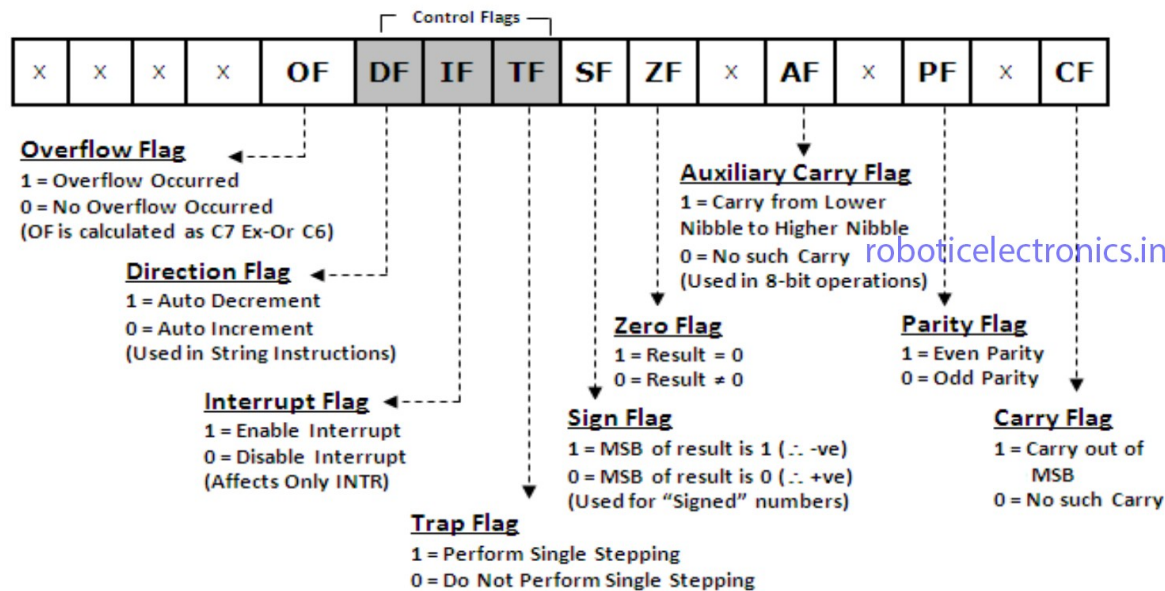 Control Flags
x x x x OF DF IF TF SF ZF x AF x PF x CF
Overflow Flag
1 = Overflow Occurred
0 = No Overflow Occurred
(OF is calculated as C7 Ex-Or C6)
Direction Flag
1 = Auto Decrement
0 = Auto Increment
(Used in String Instructions)
Interrupt Flag
1 = Enable Interrupt
0 = Disable Interrupt
(Affects Only INTR)
Trap Flag
1 = Perform Single Stepping
0 = Do Not Perform Single Stepping
Sign Flag
1 = MSB of result is 1 (∴ -ve)
0 = MSB of result is 0 (∴ +ve)
(Used for “Signed” numbers)
Zero Flag
1 = Result = 0
0 = Result ≠ 0
Auxiliary Carry Flag
1 = Carry from Lower
Nibble to Higher Nibble
0 = No such Carry
(Used in 8-bit operations)
roboticelectronics.in
Parity Flag
1 = Even Parity
0 = Odd Parity
Carry Flag
1 = Carry out of
MSB
0 = No such Carry